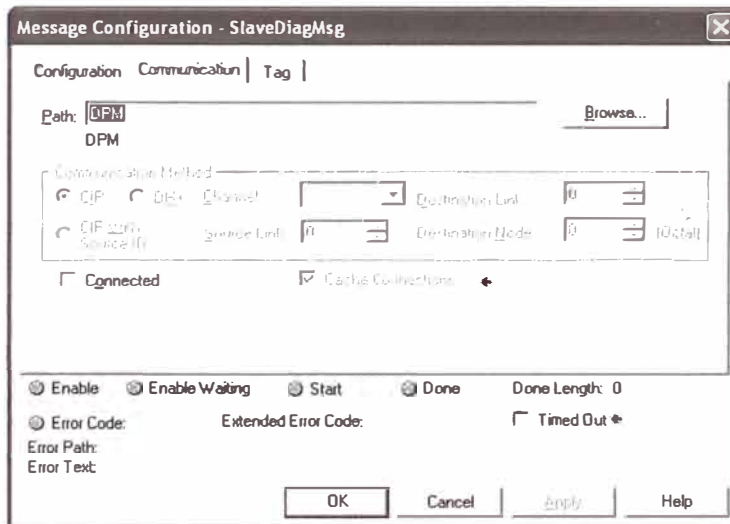 Message Configuration - SlaveDiagMsg
Configuration Communication Tag
Path: DPM Browse...
DPM
Communication Method
CIP DH+ Channel: Destination Link: 0
CIP With Source ID Source Link: 0 Destination Node: 0 (Octal)
Connected Cache Connections ←
Enable Enable Waiting Start Done Done Length: 0
Error Code: Extended Error Code: Timed Out ←
Error Path:
Error Text:
OK Cancel Apply Help